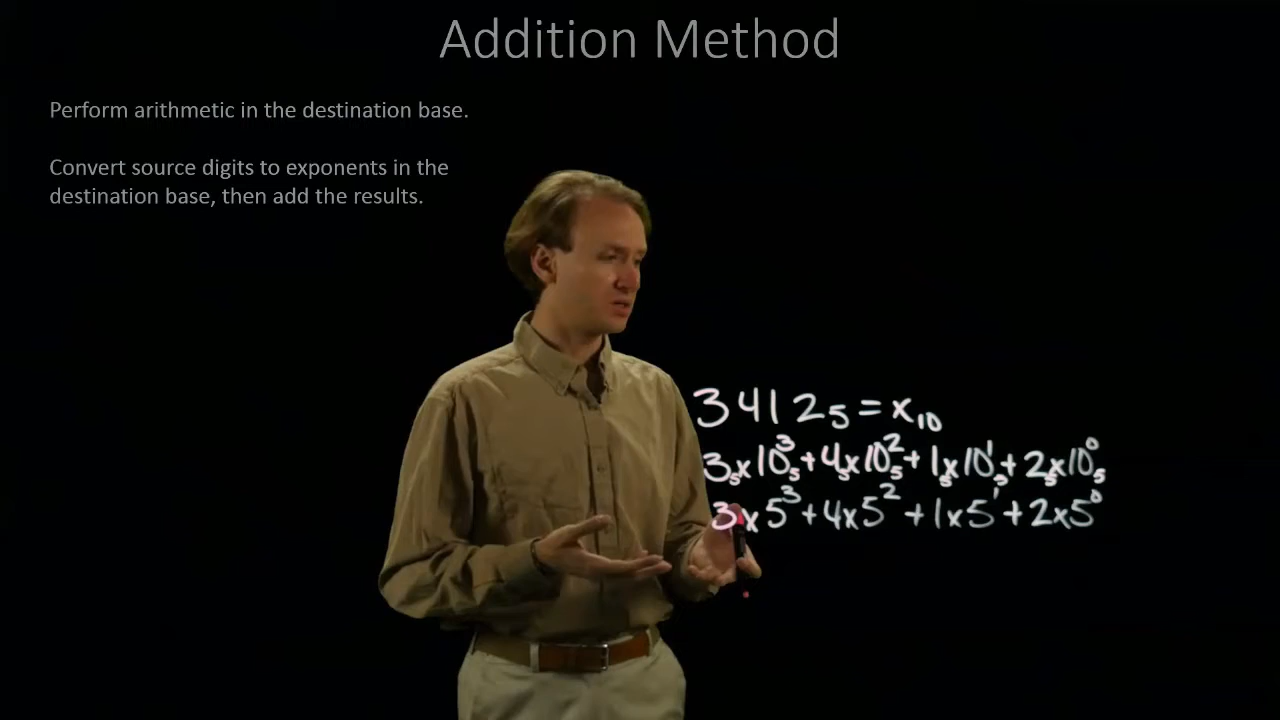 Addition Method
Perform arithmetic in the destination base.
Convert source digits to exponents in the
destination base, then add the results.
3412₅ = x₁₀
3₅x10₅³+4₅x10₅²+1₅x10₅¹+2₅x10₅⁰
3x5³+4x5²+1x5¹+2x5⁰